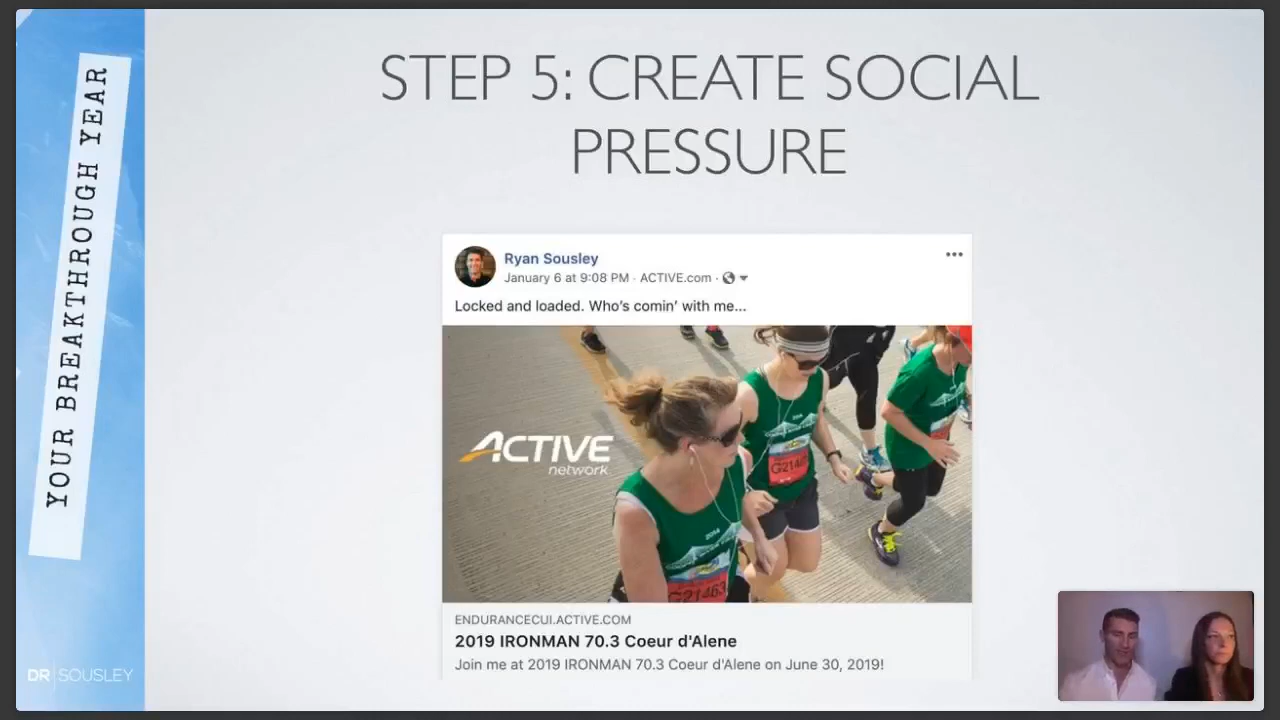 YOUR BREAKTHROUGH YEAR
STEP 5: CREATE SOCIAL
PRESSURE
Ryan Sousley
January 6 at 9:08 PM · ACTIVE.com ·
Locked and loaded. Who's comin' with me...
ACTIVE
network
ENDURANCECUI.ACTIVE.COM
2019 IRONMAN 70.3 Coeur d'Alene
Join me at 2019 IRONMAN 70.3 Coeur d'Alene on June 30, 2019!
DR SOUSLEY